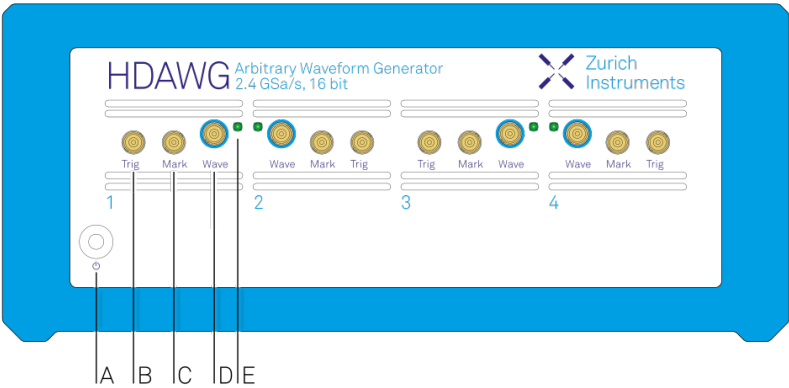 HDAWG Arbitrary Waveform Generator
2.4 GSa/s, 16 bit
Zurich
Instruments
Trig Mark Wave Wave Mark Trig Trig Mark Wave Wave Mark Trig
1 2 3 4
A B C D E